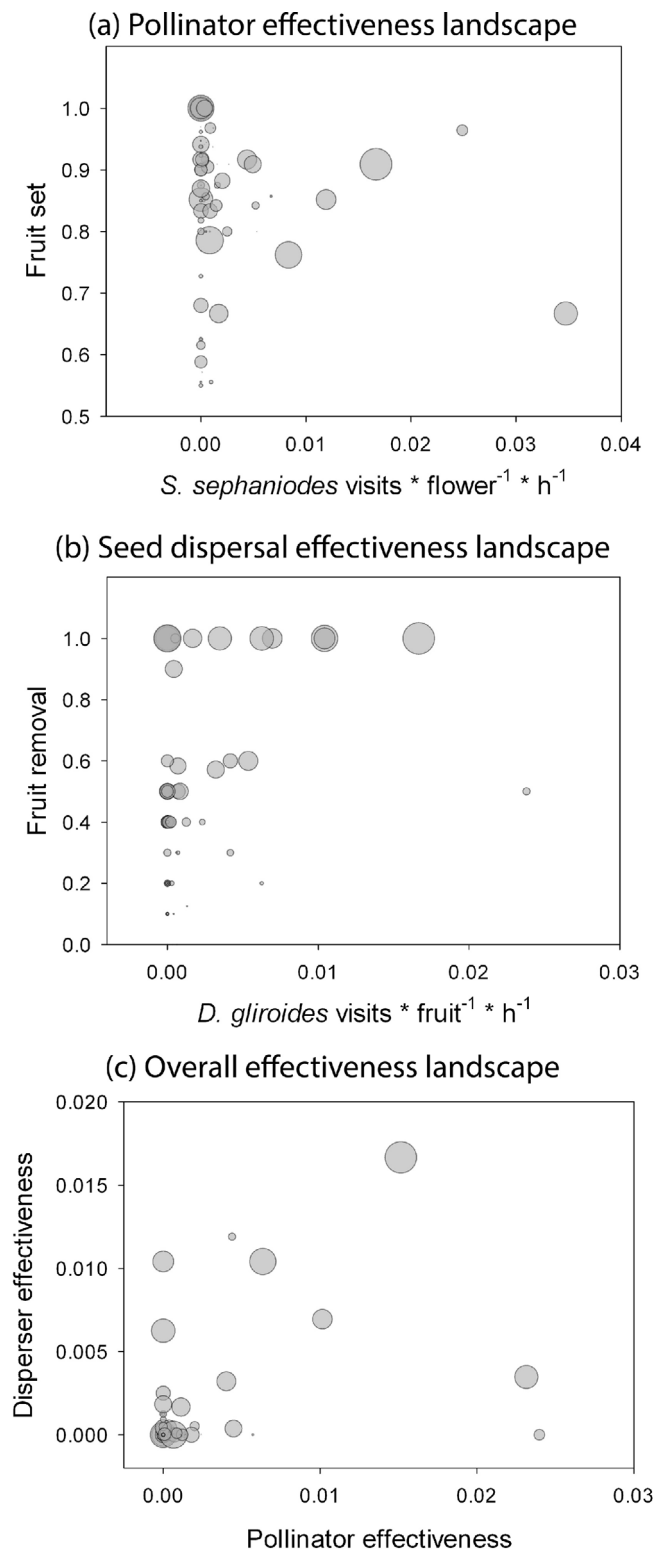 (a) Pollinator effectiveness landscape
1.0
0.9
0.8
0.7
0.6
0.5
Fruit set
0.00 0.01 0.02 0.03 0.04
S. sephaniodes visits * flower⁻¹ * h⁻¹
(b) Seed dispersal effectiveness landscape
1.0
0.8
0.6
0.4
0.2
0.0
Fruit removal
0.00 0.01 0.02 0.03
D. gliroides visits * fruit⁻¹ * h⁻¹
(c) Overall effectiveness landscape
0.020
0.015
0.010
0.005
0.000
Disperser effectiveness
0.00 0.01 0.02 0.03
Pollinator effectiveness